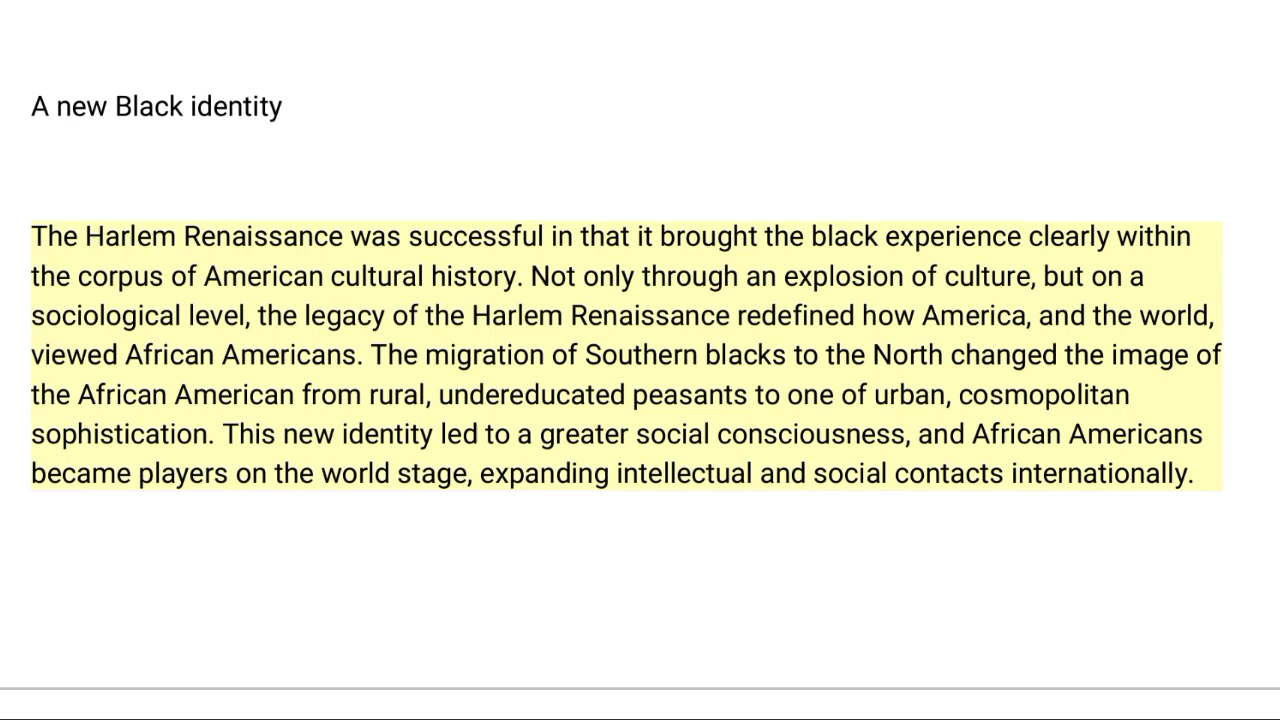 A new Black identity
The Harlem Renaissance was successful in that it brought the black experience clearly within
the corpus of American cultural history. Not only through an explosion of culture, but on a
sociological level, the legacy of the Harlem Renaissance redefined how America, and the world,
viewed African Americans. The migration of Southern blacks to the North changed the image of
the African American from rural, undereducated peasants to one of urban, cosmopolitan
sophistication. This new identity led to a greater social consciousness, and African Americans
became players on the world stage, expanding intellectual and social contacts internationally.